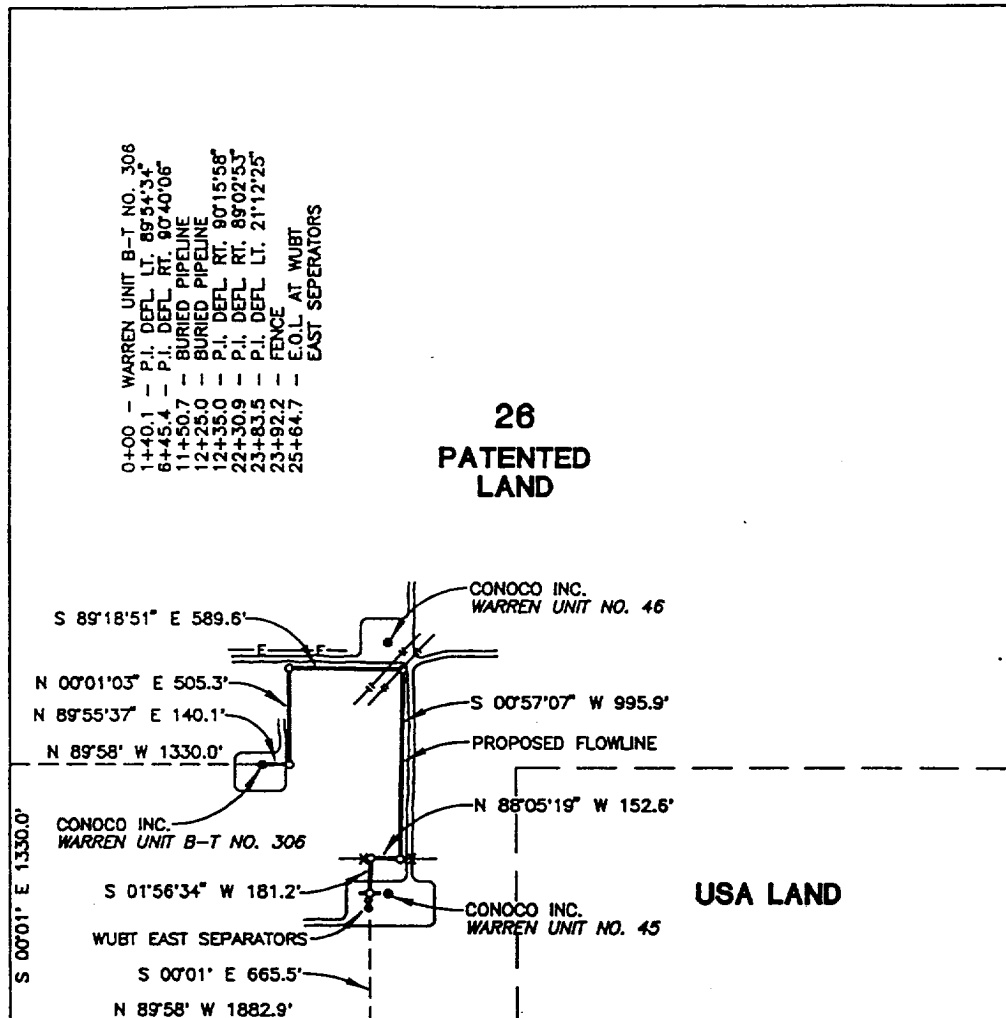 0+00 - WARREN UNIT B-T NO. 306
1+40.1 - P.I. DEFL. LT. 89°54'34"
6+45.4 - P.I. DEFL. RT. 90°40'06"
11+50.7 - BURIED PIPELINE
12+25.0 - BURIED PIPELINE
12+35.0 - P.I. DEFL. RT. 90°15'58"
22+30.9 - P.I. DEFL. RT. 89°02'53"
23+83.5 - P.I. DEFL. LT. 21°12'25"
23+92.2 - FENCE
25+64.7 - E.O.L. AT WUBT
EAST SEPERATORS
26
PATENTED
LAND
CONOCO INC.
WARREN UNIT NO. 46
S 89°18'51" E 589.6'
E
N 00°01'03" E 505.3'
S 00°57'07" W 995.9'
N 89°55'37" E 140.1'
PROPOSED FLOWLINE
N 89°58' W 1330.0'
N 88°05'19" W 152.6'
CONOCO INC.
WARREN UNIT B-T NO. 306
S 00°01' E 1330.0'
S 01°56'34" W 181.2'
USA LAND
CONOCO INC.
WARREN UNIT NO. 45
WUBT EAST SEPARATORS
S 00°01' E 665.5'
N 89°58' W 1882.9'